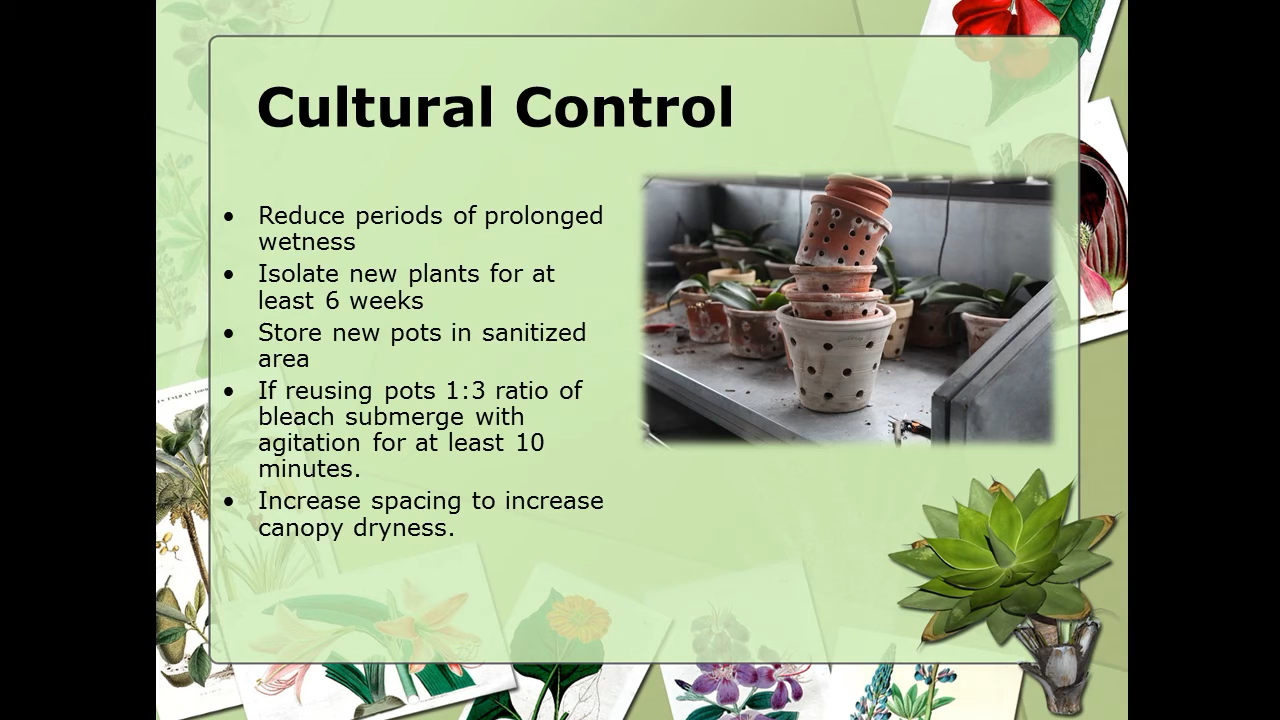 Cultural Control
• Reduce periods of prolonged
wetness
• Isolate new plants for at
least 6 weeks
• Store new pots in sanitized
area
• If reusing pots 1:3 ratio of
bleach submerge with
agitation for at least 10
minutes.
• Increase spacing to increase
canopy dryness.